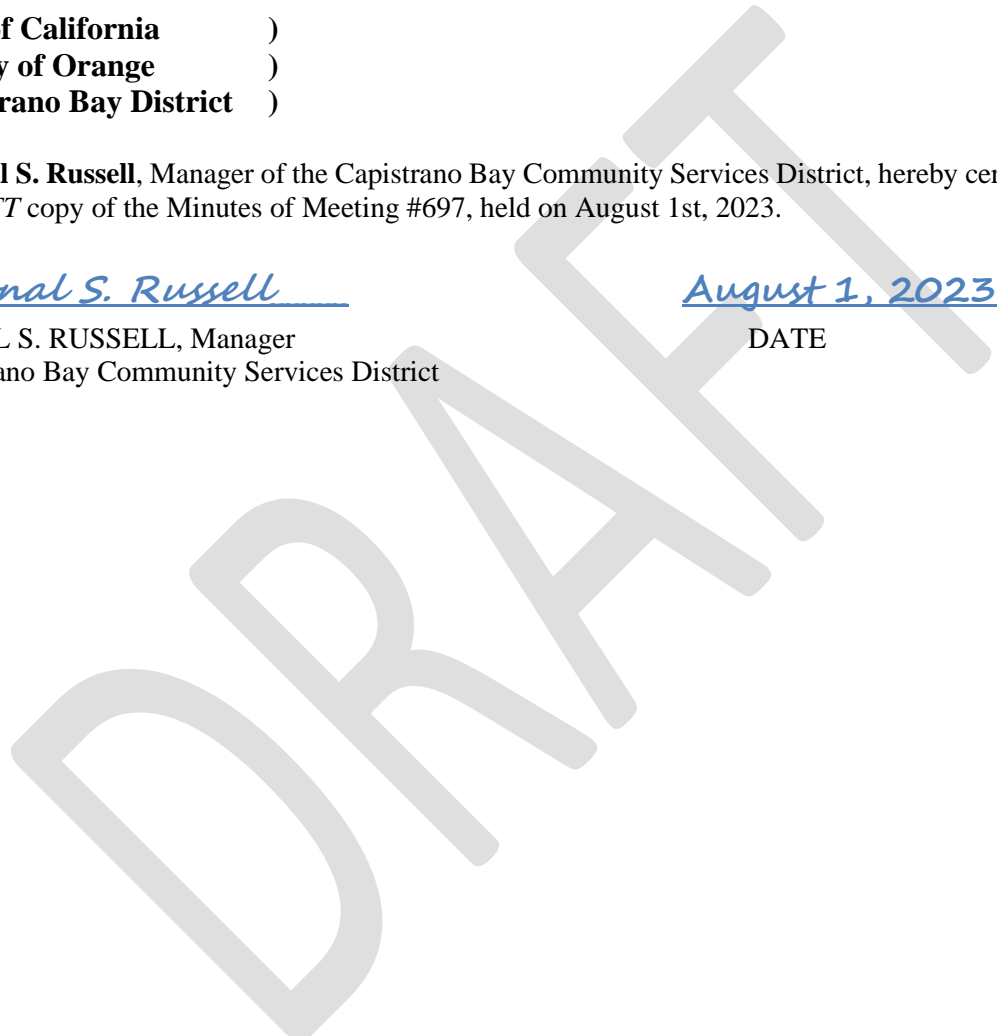 of California )
y of Orange )
rano Bay District )
l S. Russell, Manager of the Capistrano Bay Community Services District, hereby cer
TT copy of the Minutes of Meeting #697, held on August 1st, 2023.
nal S. Russell August 1, 2023
L S. RUSSELL, Manager DATE
ano Bay Community Services District
DRAFT